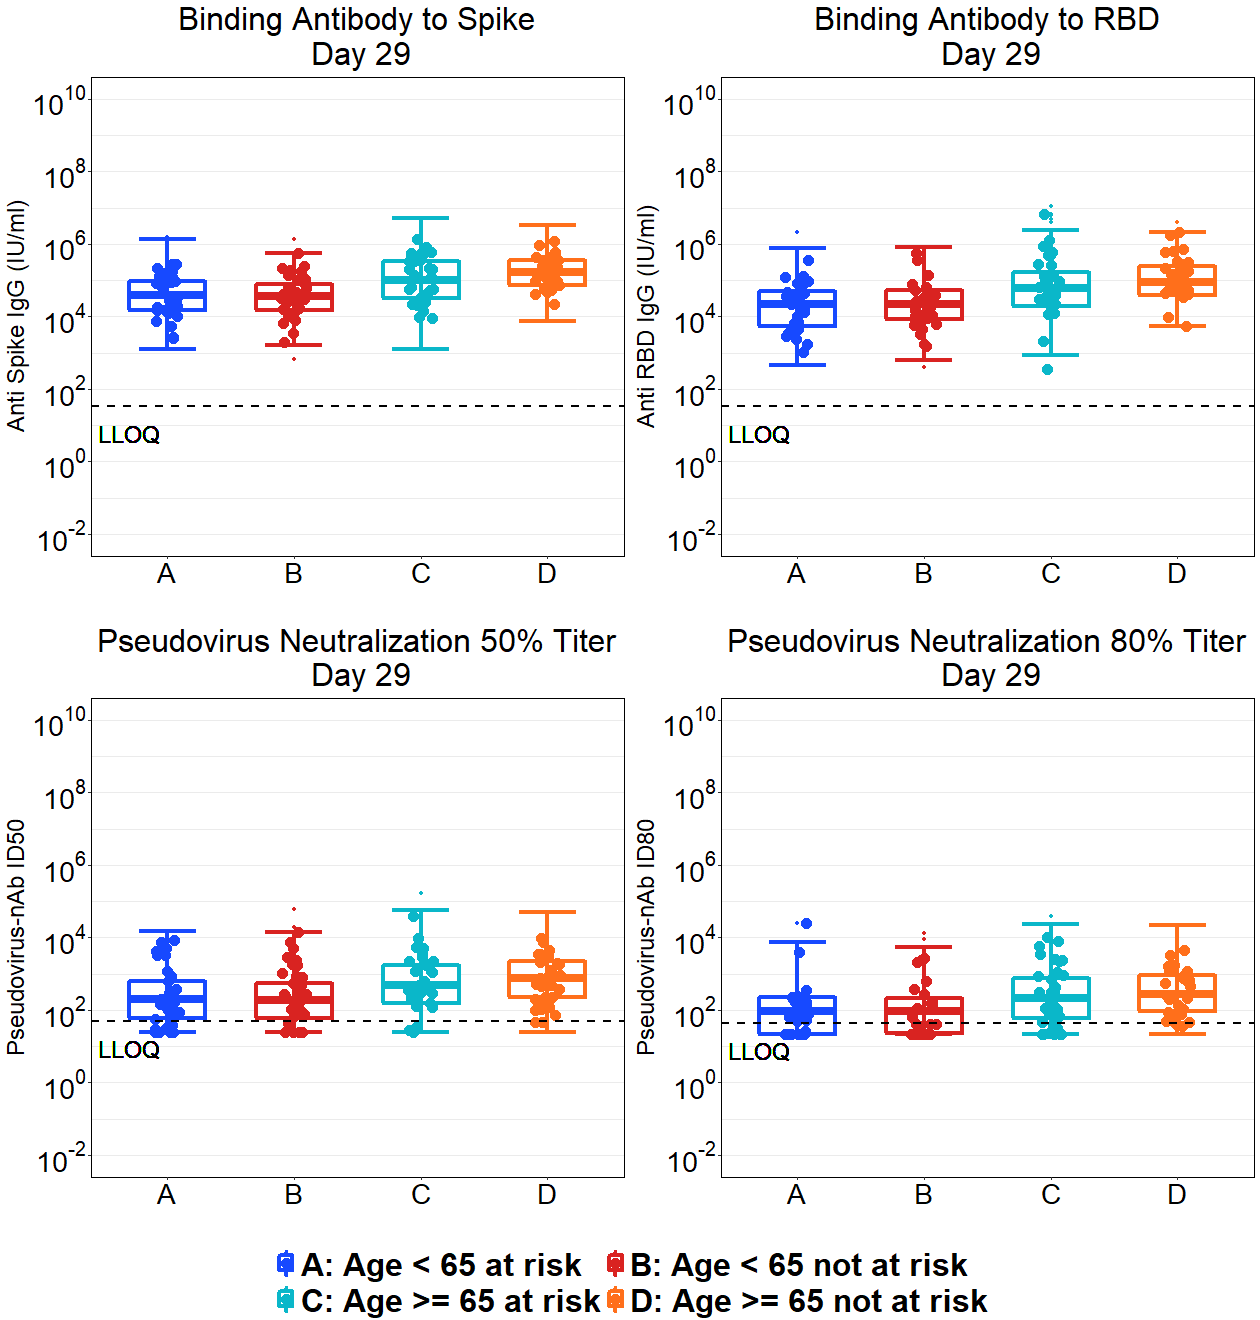 Binding Antibody to Spike
Day 29
Anti Spike IgG (IU/ml)
10^10
10^8
10^6
10^4
10^2
10^0
10^-2
LLOQ
A B C D
Binding Antibody to RBD
Day 29
Anti RBD IgG (IU/ml)
10^10
10^8
10^6
10^4
10^2
10^0
10^-2
LLOQ
A B C D
Pseudovirus Neutralization 50% Titer
Day 29
Pseudovirus-nAb ID50
10^10
10^8
10^6
10^4
10^2
10^0
10^-2
LLOQ
A B C D
Pseudovirus Neutralization 80% Titer
Day 29
Pseudovirus-nAb ID80
10^10
10^8
10^6
10^4
10^2
10^0
10^-2
LLOQ
A B C D
A: Age < 65 at risk B: Age < 65 not at risk
C: Age >= 65 at risk D: Age >= 65 not at risk